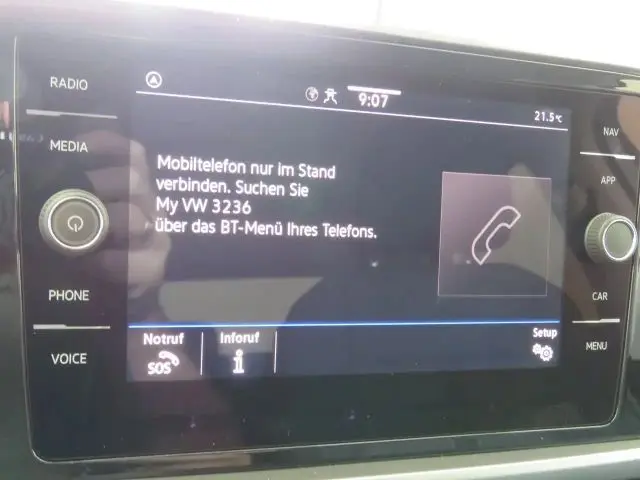 RADIO
MEDIA
PHONE
VOICE
9:07
21.5°C
Mobiltelefon nur im Stand
verbinden. Suchen Sie
My VW 3236
über das BT-Menü Ihres Telefons.
Notruf
SOS
Inforuf
i
Setup
NAV
APP
CAR
MENU